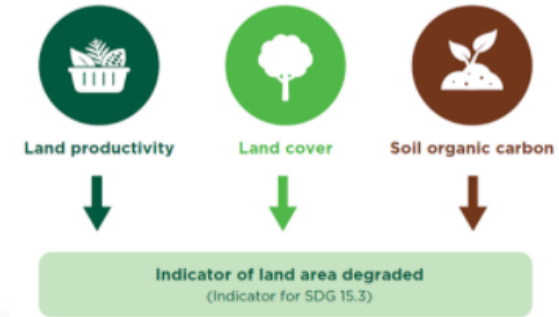 Land productivity
Land cover
Soil organic carbon
Indicator of land area degraded
(Indicator for SDG 15.3)